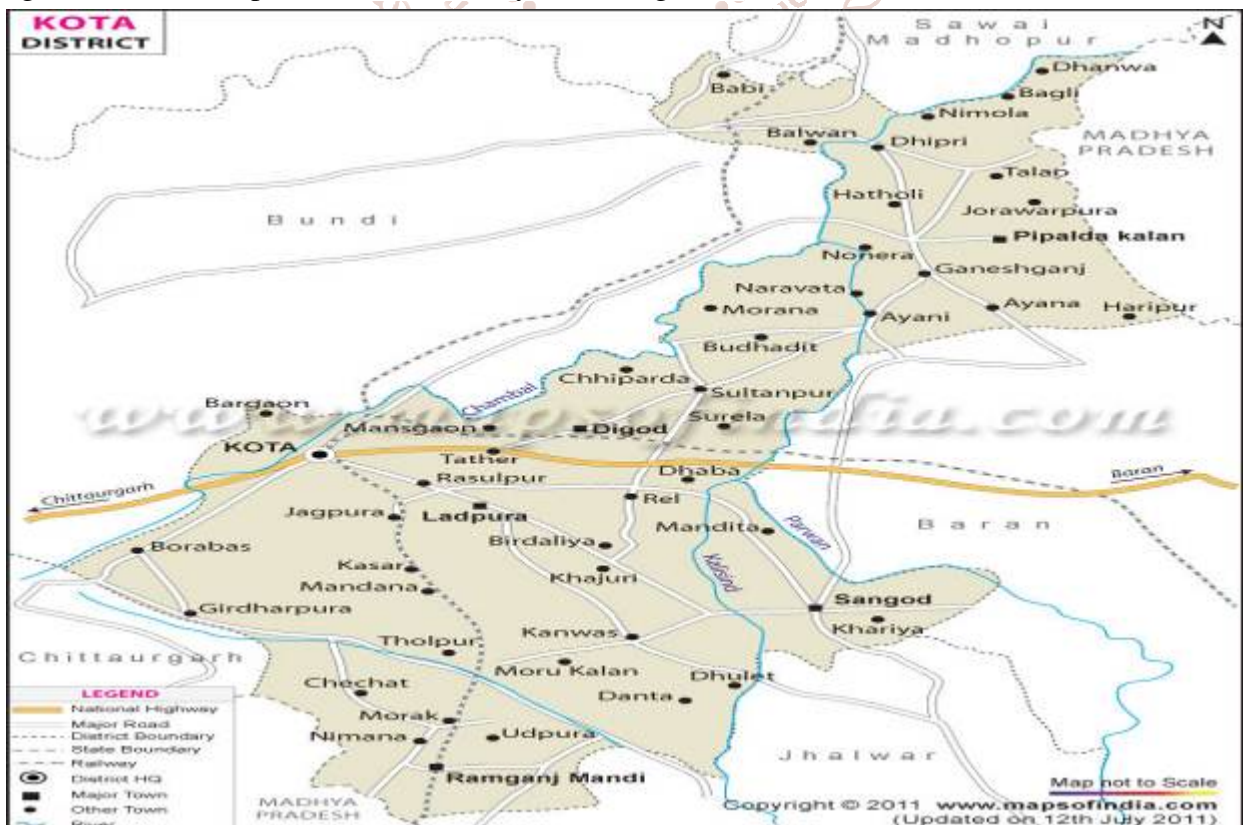 KOTA
DISTRICT
N
Sawai
Madhopur
Dhanwa
Babi
Bagli
Nimola
Balwan
Dhipri
MADHYA
PRADESH
Talao
Hatholi
Jorawarpura
Bundi
Pipalda kalan
Nonera
Ganeshganj
Naravata
Morana
Ayana
Haripur
Ayani
Budhadit
Chhiparda
Sultanpur
Chambal
Bargaon
www.mapsofindia.com
Mansgaon
Digod
Surela
KOTA
Tather
Dhaba
Baran
Rasulpur
Chittaurgarh
Rel
Ladpura
Jagpura
Mandita
Parwan
Baran
Borabas
Birdaliya
Kasar
Khajuri
Kalisind
Mandana
Sangod
Girdharpura
Khariya
Kanwas
Tholpur
Chittaurgarh
Moru Kalan
Dhulet
Chechat
Danta
LEGEND
National Highway
Major Road
District Boundary
State Boundary
Railway
District HQ
Major Town
Other Town
River
Morak
Udpura
Nimana
Jhalwar
Ramganj Mandi
Map not to Scale
MADHYA
PRADESH
Copyright © 2011 www.mapsofindia.com
(Updated on 12th July 2011)